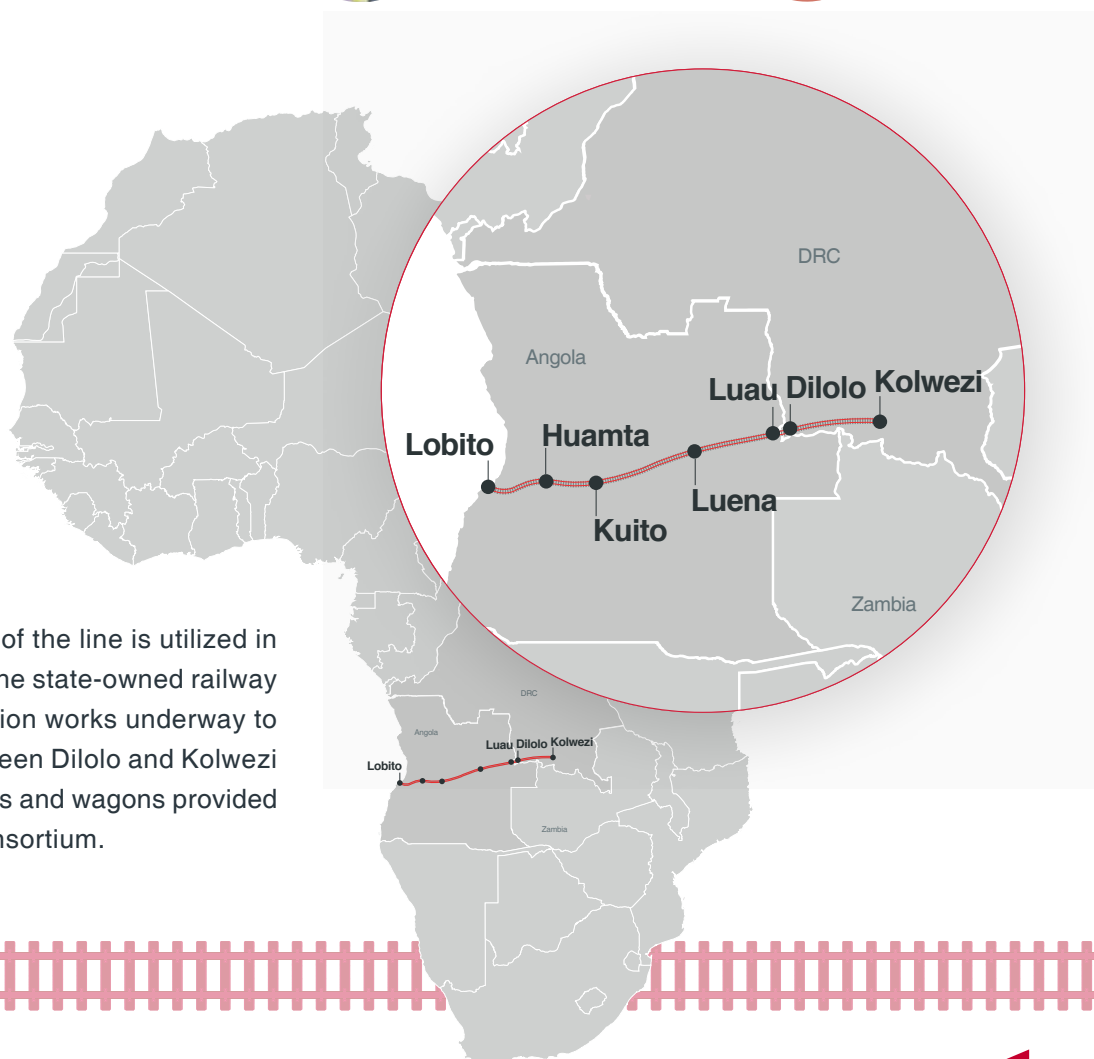 DRC
Angola
Luau Dilolo Kolwezi
Lobito Huamta
Luena
Kuito
Zambia
of the line is utilized in
he state-owned railway
ion works underway to
een Dilolo and Kolwezi
s and wagons provided
nsortium.
DRC
Angola
Luau Dilolo Kolwezi
Lobito
Zambia